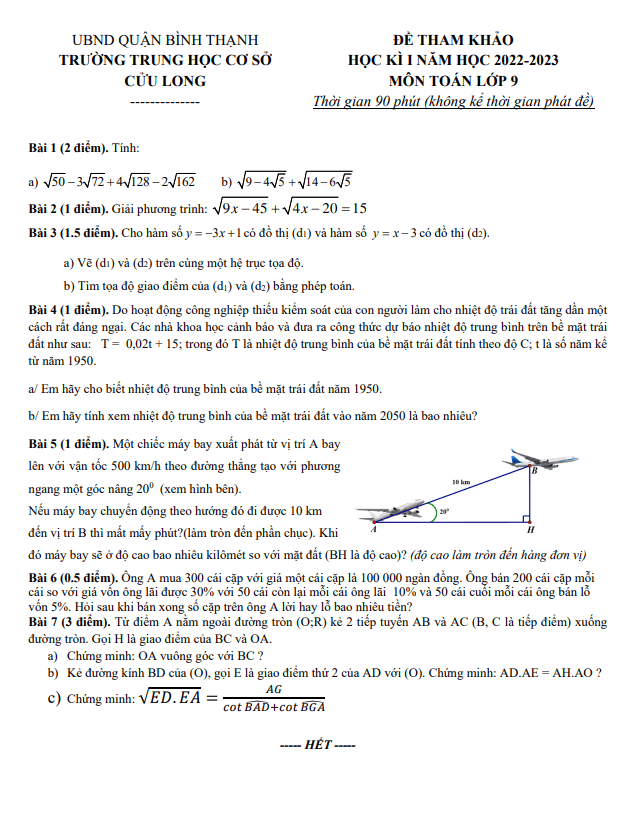 UBND QUẬN BÌNH THẠNH
TRƯỜNG TRUNG HỌC CƠ SỞ
CỬU LONG
--------------
ĐỀ THAM KHẢO
HỌC KÌ I NĂM HỌC 2022-2023
MÔN TOÁN LỚP 9
Thời gian 90 phút (không kể thời gian phát đề)
Bài 1 (2 điểm). Tính:
a) √50 − 3√72 + 4√128 − 2√162 b) √(9 − 4√5) + √(14 − 6√5)
Bài 2 (1 điểm). Giải phương trình: √(9x − 45) + √(4x − 20) = 15
Bài 3 (1.5 điểm). Cho hàm số y = −3x + 1 có đồ thị (d1) và hàm số y = x − 3 có đồ thị (d2).
a) Vẽ (d1) và (d2) trên cùng một hệ trục tọa độ.
b) Tìm tọa độ giao điểm của (d1) và (d2) bằng phép toán.
Bài 4 (1 điểm). Do hoạt động công nghiệp thiếu kiểm soát của con người làm cho nhiệt độ trái đất tăng dần một
cách rất đáng ngại. Các nhà khoa học cảnh báo và đưa ra công thức dự báo nhiệt độ trung bình trên bề mặt trái
đất như sau: T = 0,02t + 15; trong đó T là nhiệt độ trung bình của bề mặt trái đất tính theo độ C; t là số năm kể
từ năm 1950.
a/ Em hãy cho biết nhiệt độ trung bình của bề mặt trái đất năm 1950.
b/ Em hãy tính xem nhiệt độ trung bình của bề mặt trái đất vào năm 2050 là bao nhiêu?
Bài 5 (1 điểm). Một chiếc máy bay xuất phát từ vị trí A bay
lên với vận tốc 500 km/h theo đường thẳng tạo với phương
ngang một góc nâng 20⁰ (xem hình bên).
Nếu máy bay chuyển động theo hướng đó đi được 10 km
đến vị trí B thì mất mấy phút?(làm tròn đến phần chục). Khi
đó máy bay sẽ ở độ cao bao nhiêu kilômét so với mặt đất (BH là độ cao)? (độ cao làm tròn đến hàng đơn vị)
B
10 km
20⁰
A
H
Bài 6 (0.5 điểm). Ông A mua 300 cái cặp với giá một cái cặp là 100 000 ngàn đồng. Ông bán 200 cái cặp mỗi
cái so với giá vốn ông lãi được 30% với 50 cái còn lại mỗi cái ông lãi 10% và 50 cái cuối mỗi cái ông bán lỗ
vốn 5%. Hỏi sau khi bán xong số cặp trên ông A lời hay lỗ bao nhiêu tiền?
Bài 7 (3 điểm). Từ điểm A nằm ngoài đường tròn (O;R) kẻ 2 tiếp tuyến AB và AC (B, C là tiếp điểm) xuống
đường tròn. Gọi H là giao điểm của BC và OA.
a) Chứng minh: OA vuông góc với BC ?
b) Kẻ đường kính BD của (O), gọi E là giao điểm thứ 2 của AD với (O). Chứng minh: AD.AE = AH.AO ?
c) Chứng minh: √(ED.EA) = AG / (cot BAD + cot BGA)
----- HẾT -----